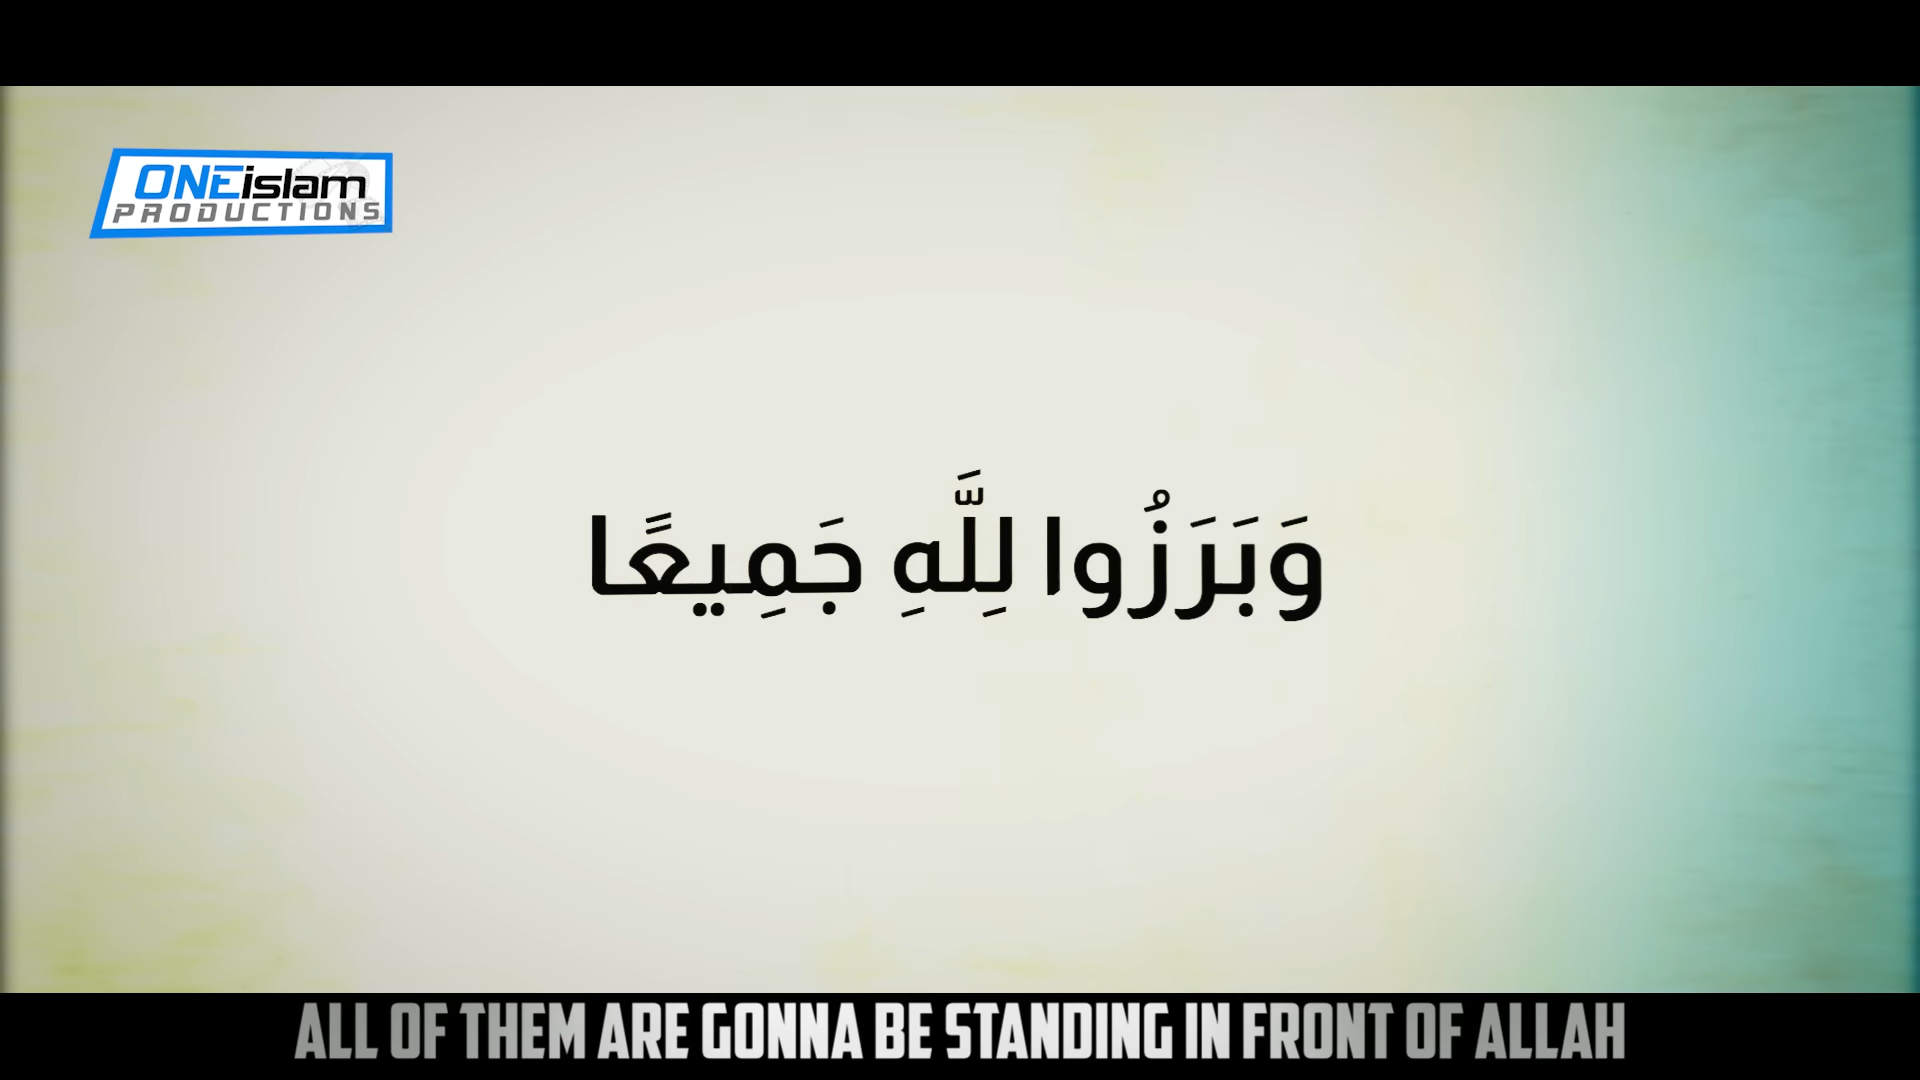 ONEislam
PRODUCTIONS
وَبَرَزُوا لِلَّهِ جَمِيعًا
ALL OF THEM ARE GONNA BE STANDING IN FRONT OF ALLAH